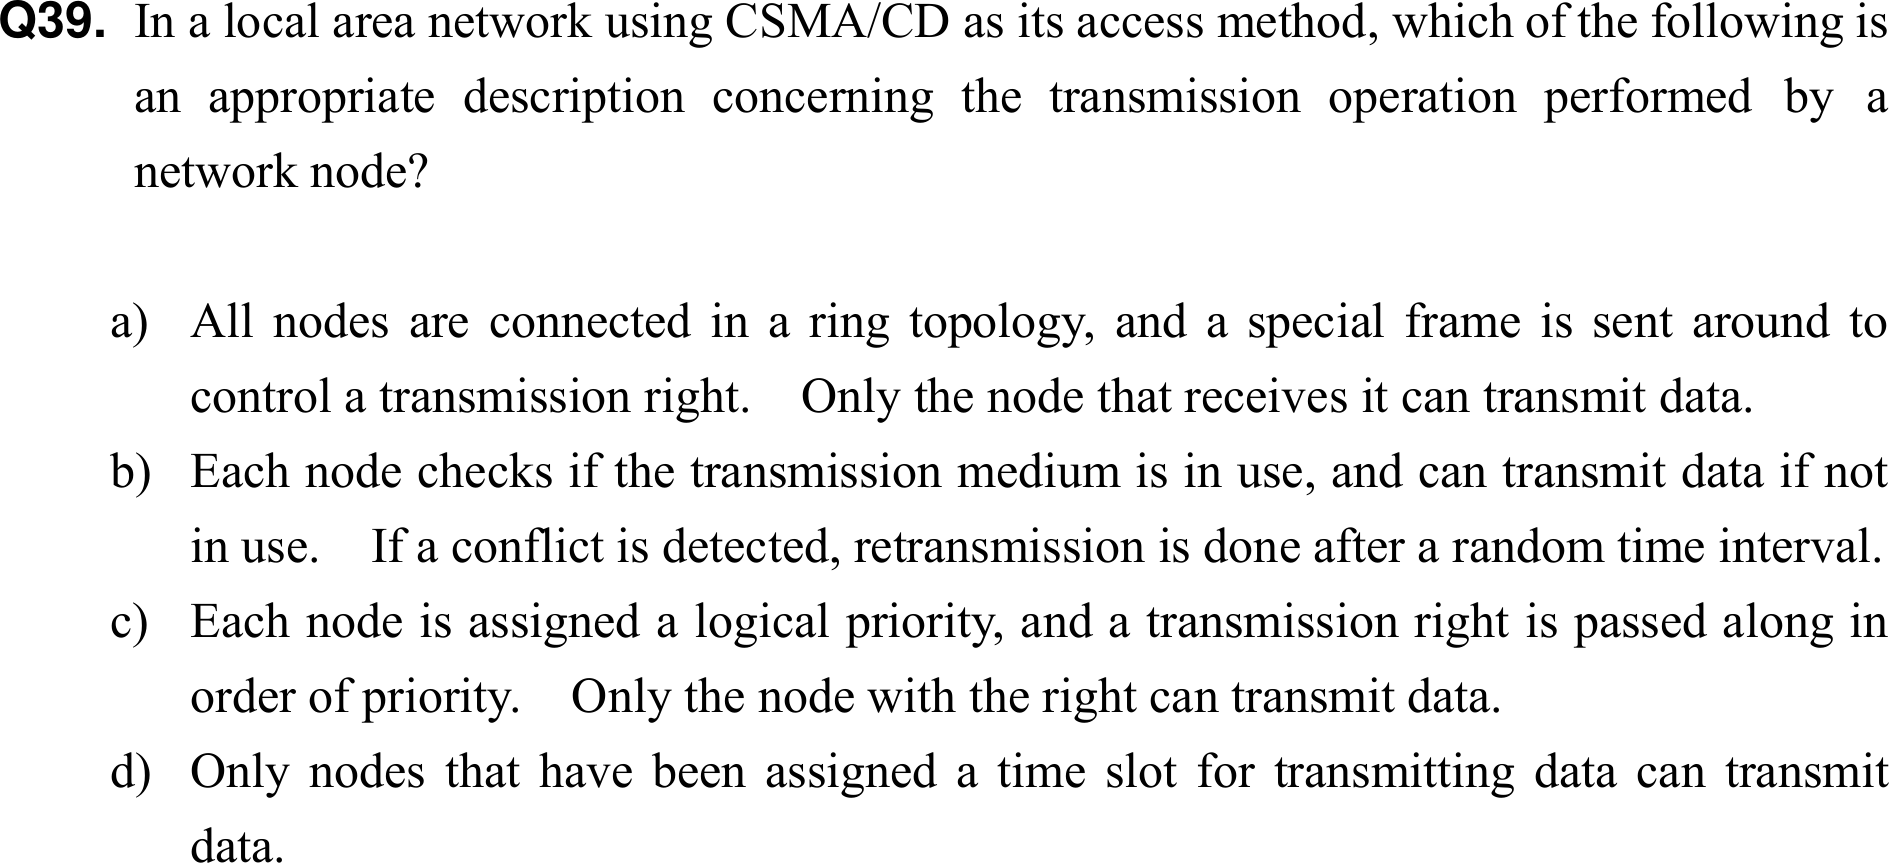 Q39. In a local area network using CSMA/CD as its access method, which of the following is
an appropriate description concerning the transmission operation performed by a
network node?
a) All nodes are connected in a ring topology, and a special frame is sent around to
control a transmission right. Only the node that receives it can transmit data.
b) Each node checks if the transmission medium is in use, and can transmit data if not
in use. If a conflict is detected, retransmission is done after a random time interval.
c) Each node is assigned a logical priority, and a transmission right is passed along in
order of priority. Only the node with the right can transmit data.
d) Only nodes that have been assigned a time slot for transmitting data can transmit
data.